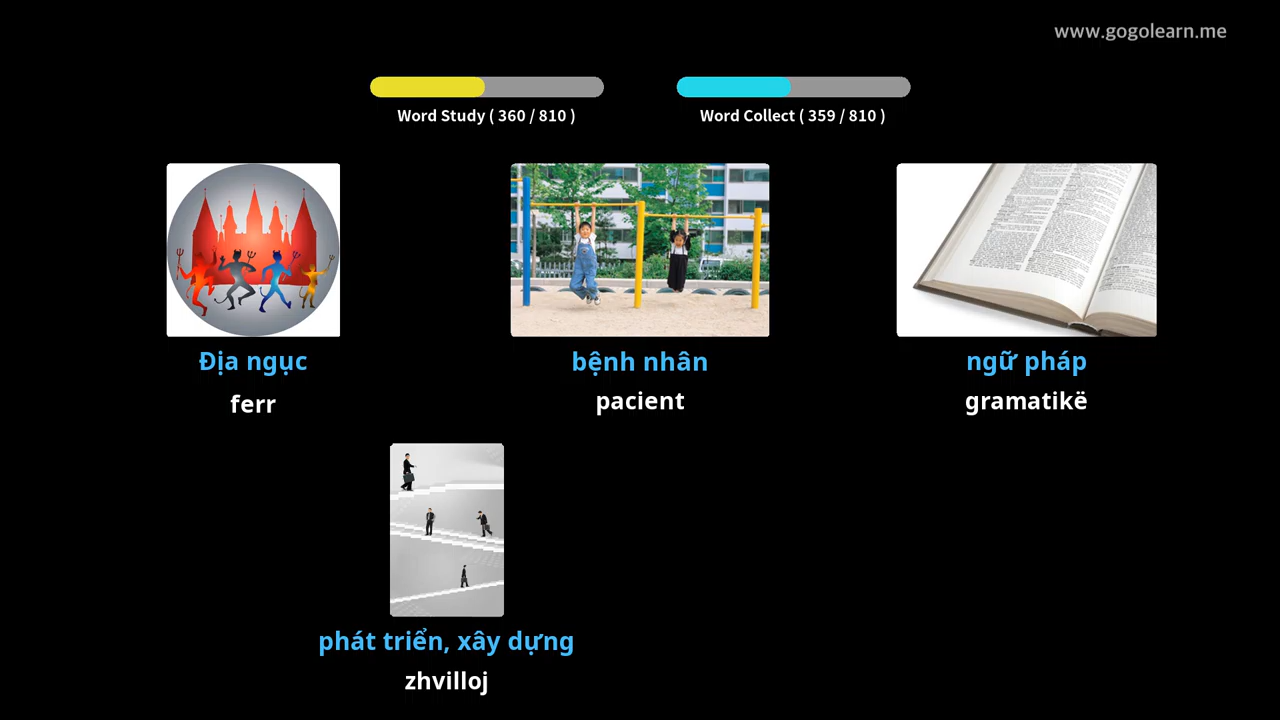 www.gogolearn.me
Word Study ( 360 / 810 )
Word Collect ( 359 / 810 )
Địa ngục
ferr
bệnh nhân
pacient
ngữ pháp
gramatikë
phát triển, xây dựng
zhvilloj